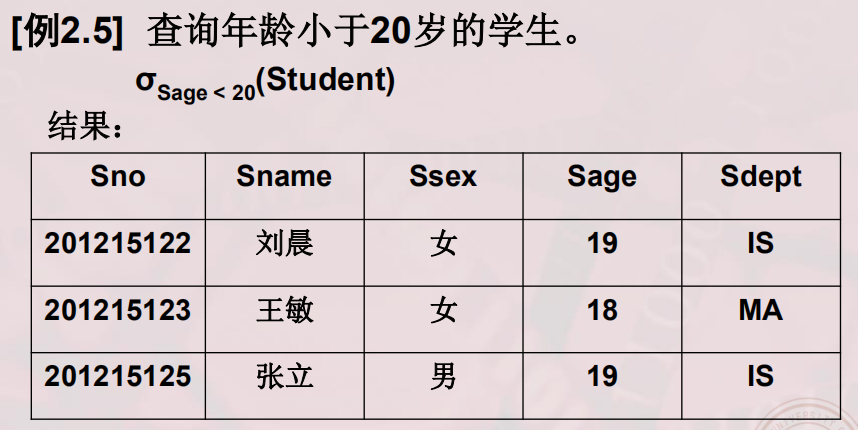 [例2.5] 查询年龄小于20岁的学生。
σSage < 20(Student)
结果：
Sno Sname Ssex Sage Sdept
201215122 刘晨 女 19 IS
201215123 王敏 女 18 MA
201215125 张立 男 19 IS